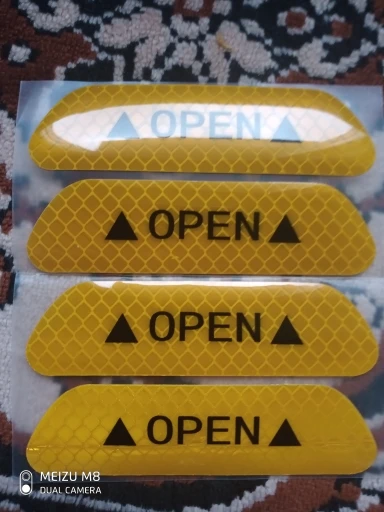 ▲ OPEN ▲
▲ OPEN ▲
▲ OPEN ▲
▲ OPEN ▲
MEIZU M8
DUAL CAMERA